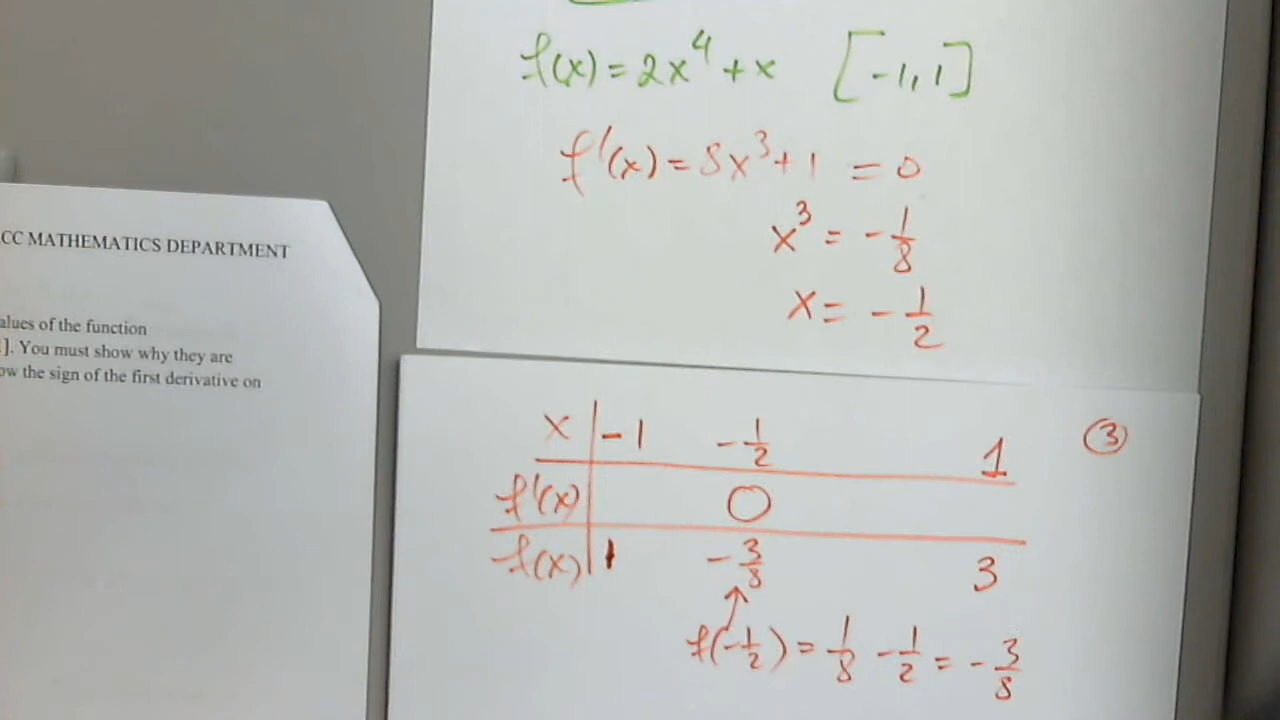 f(x) = 2x⁴ + x [-1, 1]
f'(x) = 8x³ + 1 = 0
x³ = -1/8
x = -1/2
CC MATHEMATICS DEPARTMENT
alues of the function
]. You must show why they are
ow the sign of the first derivative on
x | -1 -1/2 1 ③
f'(x) | 0
f(x) | 1 -3/8 3
↑
f(-1/2) = 1/8 - 1/2 = -3/8